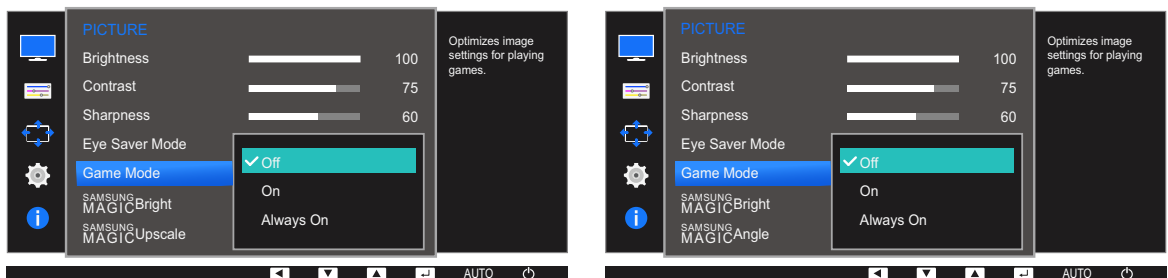 PICTURE
Brightness 100
Contrast 75
Sharpness 60
Eye Saver Mode
Game Mode
SAMSUNG
MAGICBright
SAMSUNG
MAGICUpscale
Off
On
Always On
Optimizes image
settings for playing
games.
AUTO
PICTURE
Brightness 100
Contrast 75
Sharpness 60
Eye Saver Mode
Game Mode
SAMSUNG
MAGICBright
SAMSUNG
MAGICAngle
Off
On
Always On
Optimizes image
settings for playing
games.
AUTO